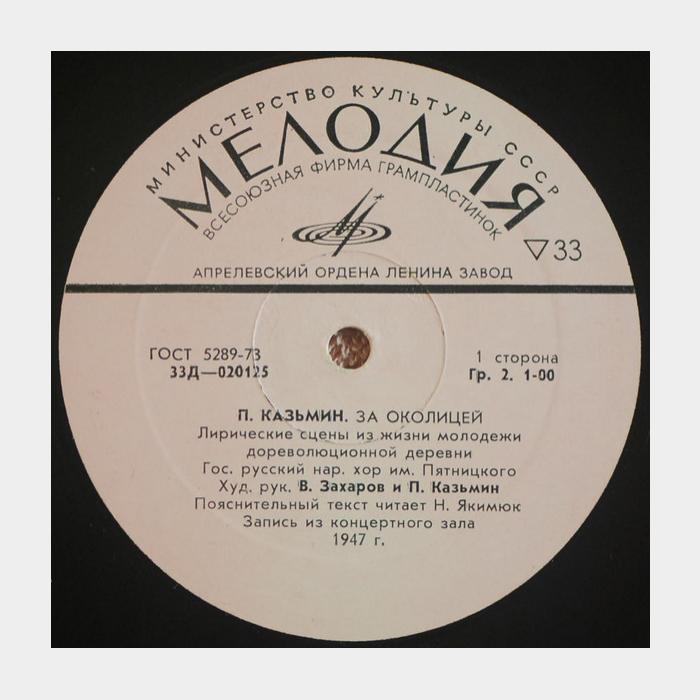 МИНИСТЕРСТВО КУЛЬТУРЫ СССР
МЕЛОДИЯ
ВСЕСОЮЗНАЯ ФИРМА ГРАМПЛАСТИНОК
▽33
АПРЕЛЕВСКИЙ ОРДЕНА ЛЕНИНА ЗАВОД
ГОСТ 5289-73
33Д—020125
1 сторона
Гр. 2. 1-00
П. КАЗЬМИН. ЗА ОКОЛИЦЕЙ
Лирические сцены из жизни молодежи
дореволюционной деревни
Гос. русский нар. хор им. Пятницкого
Худ. рук. В. Захаров и П. Казьмин
Пояснительный текст читает Н. Якимюк
Запись из концертного зала
1947 г.